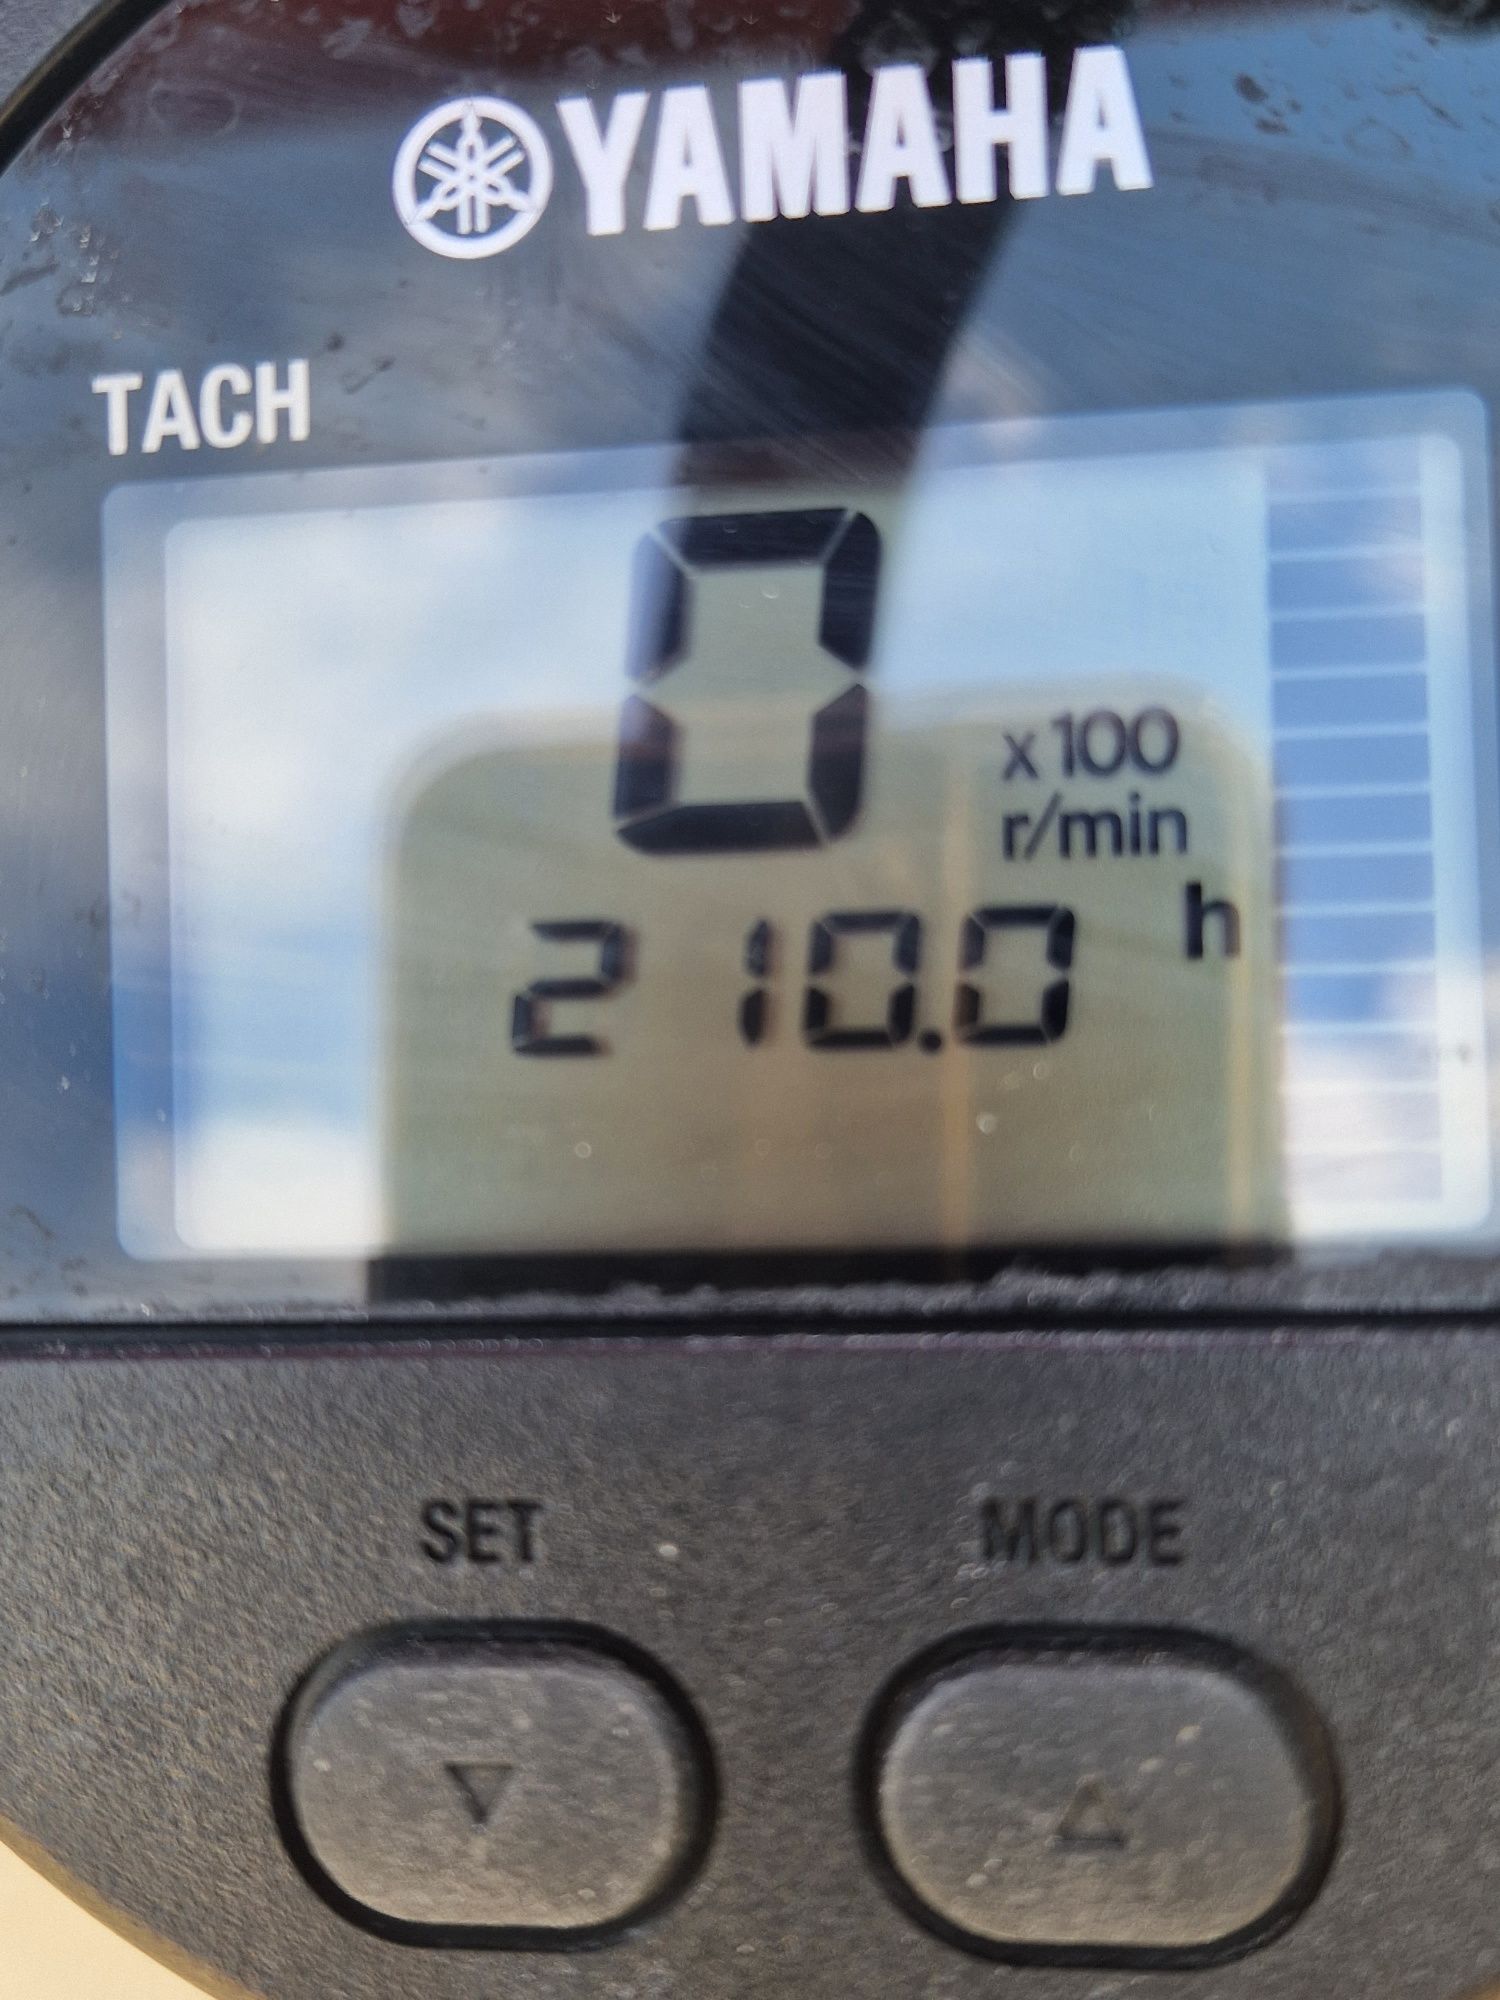 YAMAHA
TACH
0
x100
r/min
210.0 h
SET MODE